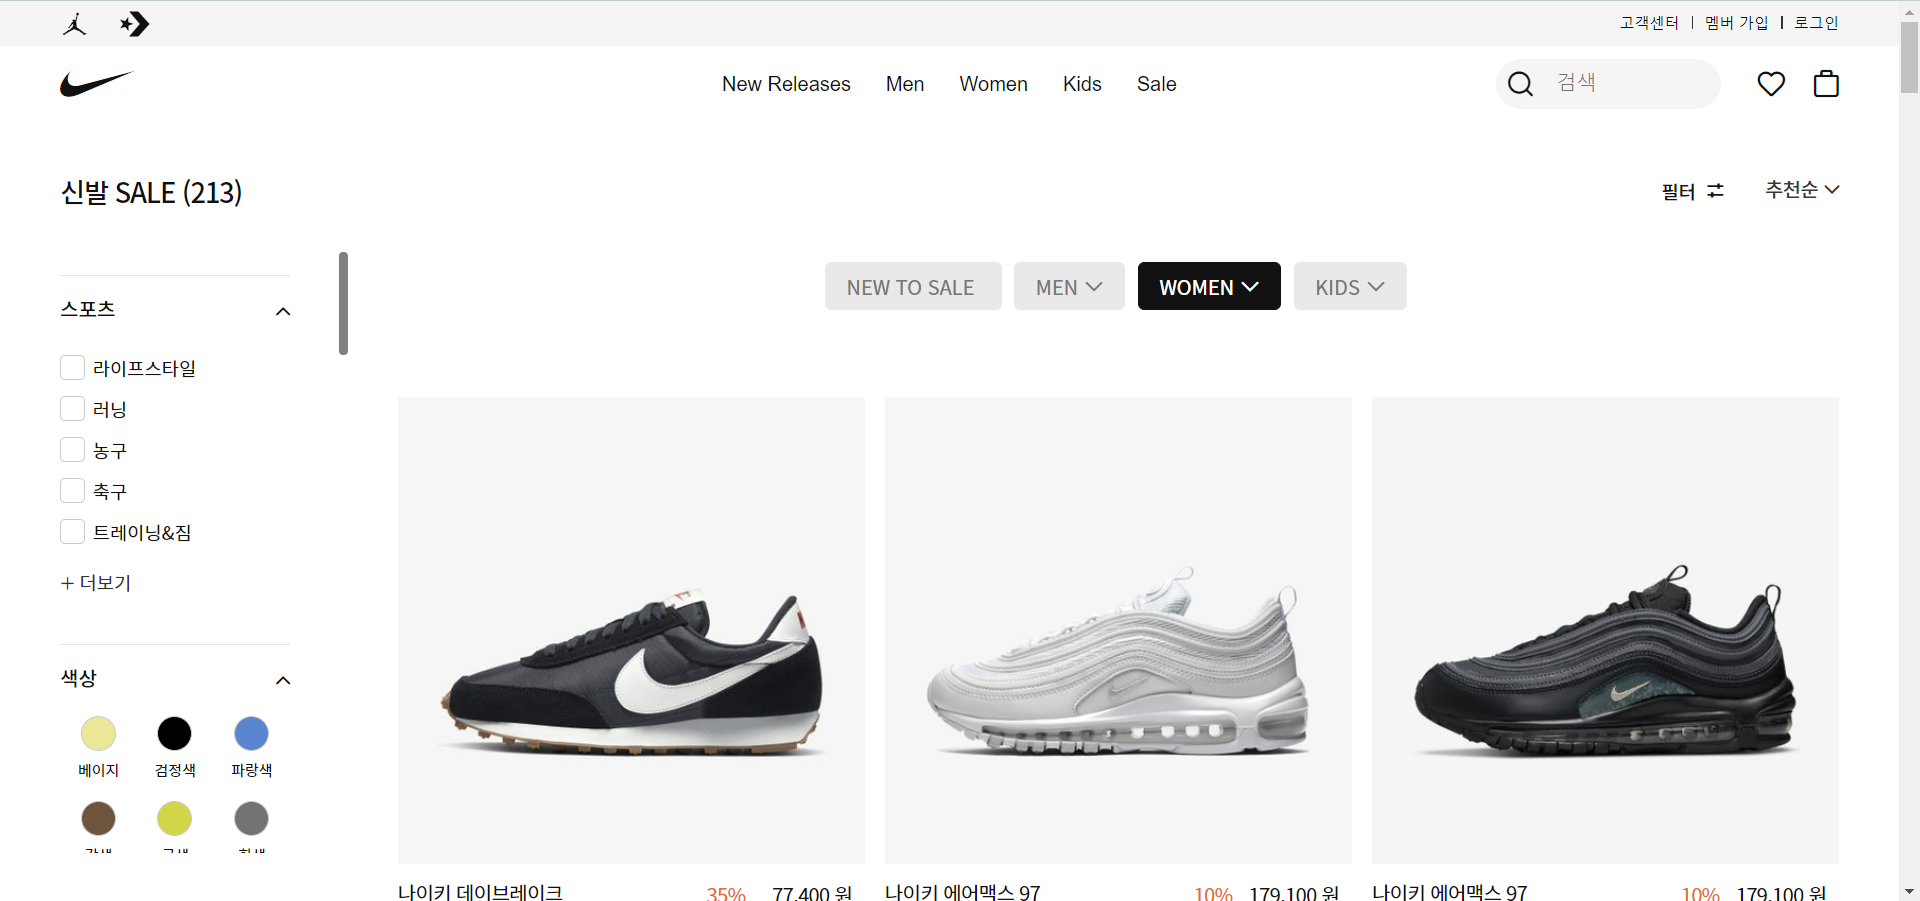 고객센터 | 멤버 가입 | 로그인
New Releases Men Women Kids Sale
검색
신발 SALE (213)
필터 추천순
NEW TO SALE MEN WOMEN KIDS
스포츠
라이프스타일
러닝
농구
축구
트레이닝&짐
+ 더보기
색상
베이지 검정색 파랑색
나이키 데이브레이크 35% 77,400 원
나이키 에어맥스 97 10% 179,100 원
나이키 에어맥스 97 10% 179,100 원